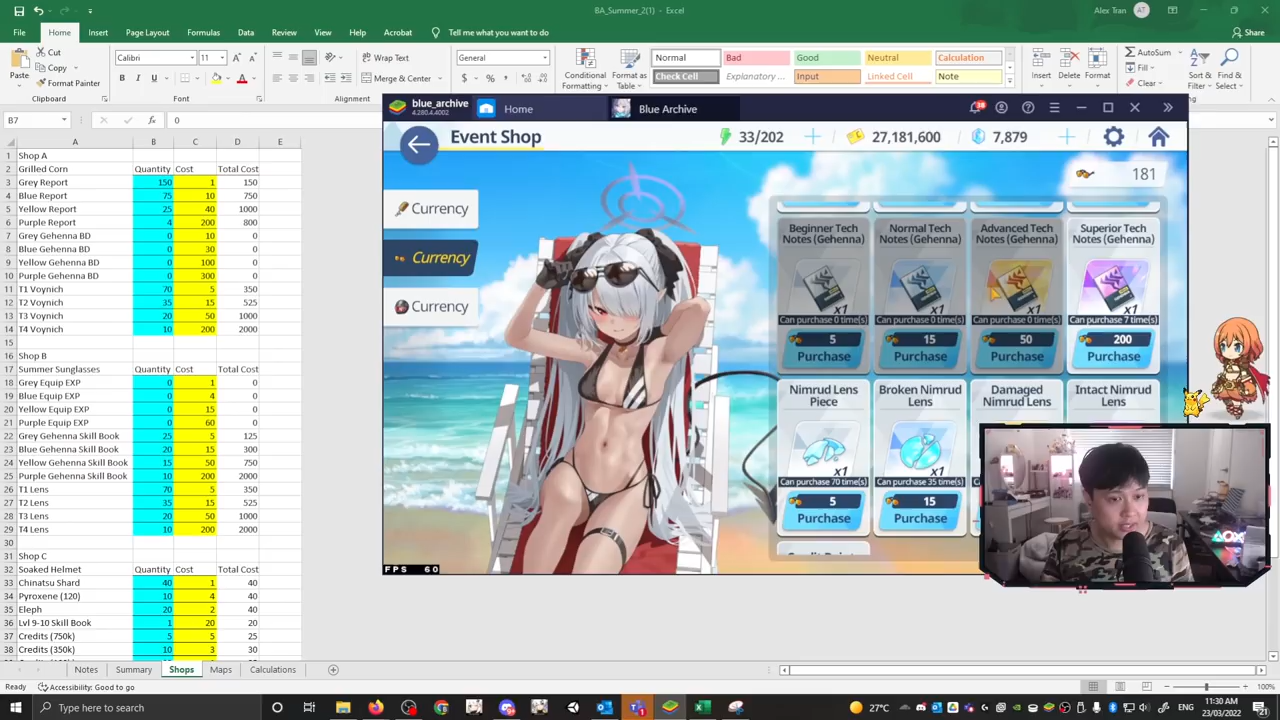 BA_Summer_2(1) - Excel
Alex Tran
AT
File Home Insert Page Layout Formulas Data Review View Help Acrobat Tell me what you want to do
Share
Paste
Cut
Copy
Format Painter
Clipboard
Calibri 11
B I U
Font
Wrap Text
Merge & Center
Alignment
General
Conditional Formatting
Format as Table
Normal Bad Good Neutral Calculation
Check Cell Explanatory ... Input Linked Cell Note
Insert Delete Format
AutoSum
Fill
Clear
Sort & Filter
Find & Select
B7
0
blue_archive
4.280.4.4002
Home
Blue Archive
38
Event Shop
33/202
27,181,600
7,879
181
Currency
Currency
Currency
Beginner Tech Notes (Gehenna)
x1
Can purchase 0 time(s)
5
Purchase
Normal Tech Notes (Gehenna)
x1
Can purchase 0 time(s)
15
Purchase
Advanced Tech Notes (Gehenna)
x1
Can purchase 0 time(s)
50
Purchase
Superior Tech Notes (Gehenna)
x1
Can purchase 7 time(s)
200
Purchase
Nimrud Lens Piece
x1
Can purchase 70 time(s)
5
Purchase
Broken Nimrud Lens
x1
Can purchase 35 time(s)
15
Purchase
Damaged Nimrud Lens
Intact Nimrud Lens
FPS 60
A B C D E
1 Shop A
2 Grilled Corn Quantity Cost Total Cost
3 Grey Report 150 1 150
4 Blue Report 75 10 750
5 Yellow Report 25 40 1000
6 Purple Report 4 200 800
7 Grey Gehenna BD 0 10 0
8 Blue Gehenna BD 0 30 0
9 Yellow Gehenna BD 0 100 0
10 Purple Gehenna BD 0 300 0
11 T1 Voynich 70 5 350
12 T2 Voynich 35 15 525
13 T3 Voynich 20 50 1000
14 T4 Voynich 10 200 2000
15
16 Shop B
17 Summer Sunglasses Quantity Cost Total Cost
18 Grey Equip EXP 0 1 0
19 Blue Equip EXP 0 4 0
20 Yellow Equip EXP 0 15 0
21 Purple Equip EXP 0 60 0
22 Grey Gehenna Skill Book 25 5 125
23 Blue Gehenna Skill Book 20 15 300
24 Yellow Gehenna Skill Book 15 50 750
25 Purple Gehenna Skill Book 10 200 2000
26 T1 Lens 70 5 350
27 T2 Lens 35 15 525
28 T3 Lens 20 50 1000
29 T4 Lens 10 200 2000
30
31 Shop C
32 Soaked Helmet Quantity Cost Total Cost
33 Chinatsu Shard 40 1 40
34 Pyroxene (120) 10 4 40
35 Eleph 20 2 40
36 Lvl 9-10 Skill Book 1 20 20
37 Credits (750k) 5 5 25
38 Credits (350k) 10 3 30
Notes Summary Shops Maps Calculations
Ready Accessibility: Good to go
100%
Type here to search
27°C
11:30 AM
23/03/2022